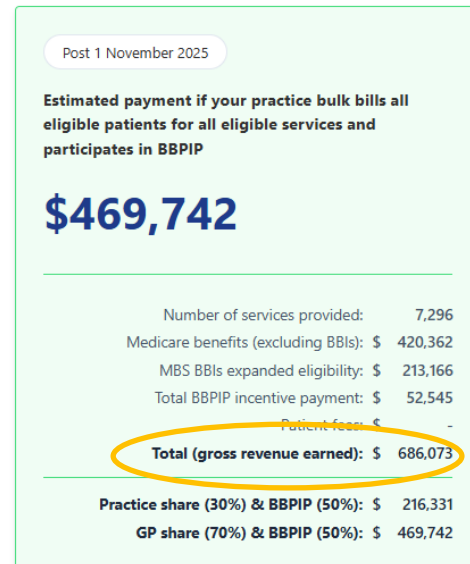 Post 1 November 2025
Estimated payment if your practice bulk bills all
eligible patients for all eligible services and
participates in BBPIP
$469,742
Number of services provided: 7,296
Medicare benefits (excluding BBIs): $ 420,362
MBS BBIs expanded eligibility: $ 213,166
Total BBPIP incentive payment: $ 52,545
Patient fees: $ -
Total (gross revenue earned): $ 686,073
Practice share (30%) & BBPIP (50%): $ 216,331
GP share (70%) & BBPIP (50%): $ 469,742